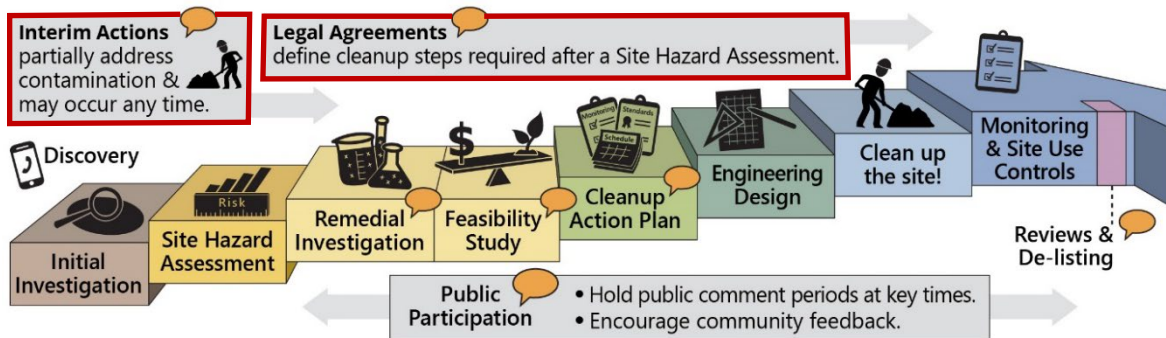 Interim Actions
partially address
contamination &
may occur any time.
Legal Agreements
define cleanup steps required after a Site Hazard Assessment.
Discovery
Initial
Investigation
Risk
Site Hazard
Assessment
Remedial
Investigation
$
Feasibility
Study
Monitoring
Standards
Schedule
Cleanup
Action Plan
Engineering
Design
Clean up
the site!
Monitoring
& Site Use
Controls
Reviews &
De-listing
Public
Participation
• Hold public comment periods at key times.
• Encourage community feedback.